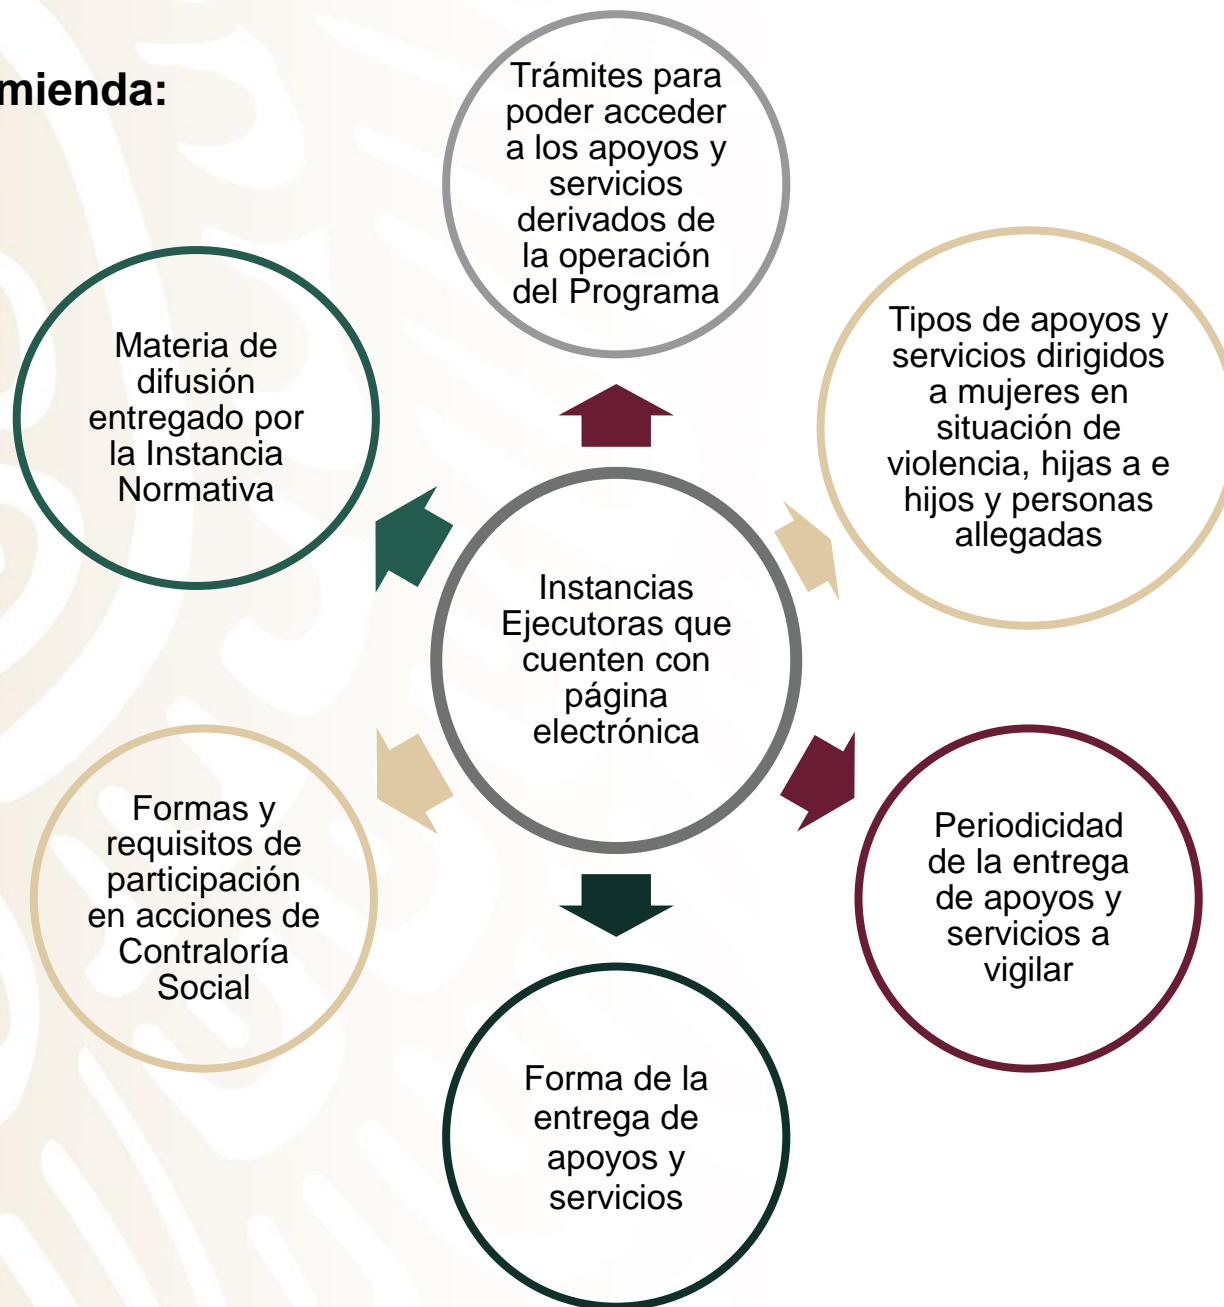 mienda:
Trámites para
poder acceder
a los apoyos y
servicios
derivados de
la operación
del Programa
Tipos de apoyos y
servicios dirigidos
a mujeres en
situación de
violencia, hijas a e
hijos y personas
allegadas
Periodicidad
de la entrega
de apoyos y
servicios a
vigilar
Forma de la
entrega de
apoyos y
servicios
Formas y
requisitos de
participación
en acciones de
Contraloría
Social
Materia de
difusión
entregado por
la Instancia
Normativa
Instancias
Ejecutoras que
cuenten con
página
electrónica